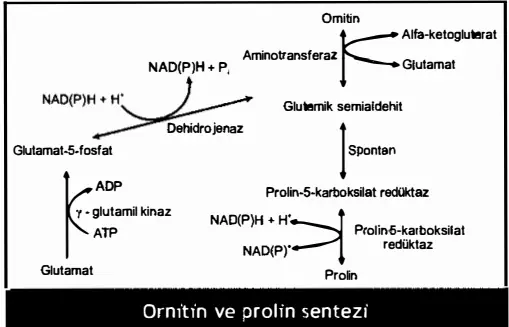 Ornitin
Alfa-ketogluterat
Aminotransferaz
Glutamat
NAD(P)H + Pi
NAD(P)H + H+
Glutamik semialdehit
Dehidrojenaz
Glutamat-5-fosfat
Spontan
ADP
Prolin-5-karboksilat redüktaz
γ - glutamil kinaz
NAD(P)H + H+
Prolin-5-karboksilat
ATP
redüktaz
NAD(P)+
Glutamat
Prolin
Ornitin ve prolin sentezi